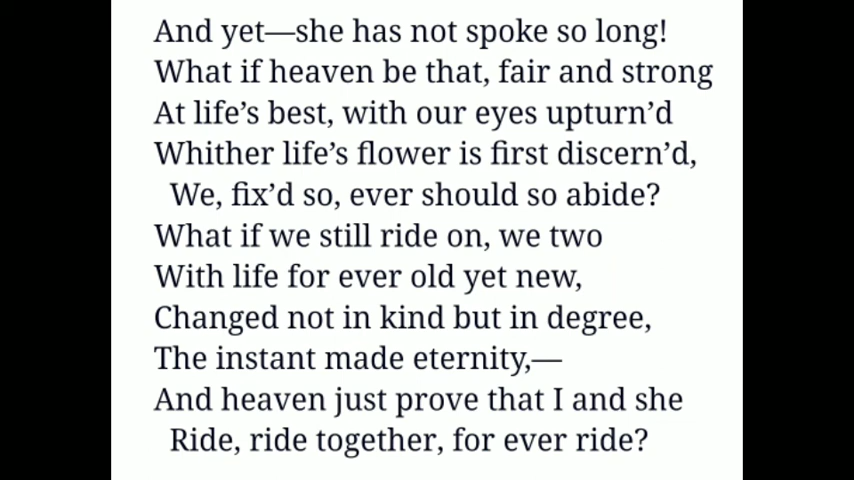 And yet—she has not spoke so long!
What if heaven be that, fair and strong
At life’s best, with our eyes upturn’d
Whither life’s flower is first discern’d,
We, fix’d so, ever should so abide?
What if we still ride on, we two
With life for ever old yet new,
Changed not in kind but in degree,
The instant made eternity,—
And heaven just prove that I and she
Ride, ride together, for ever ride?